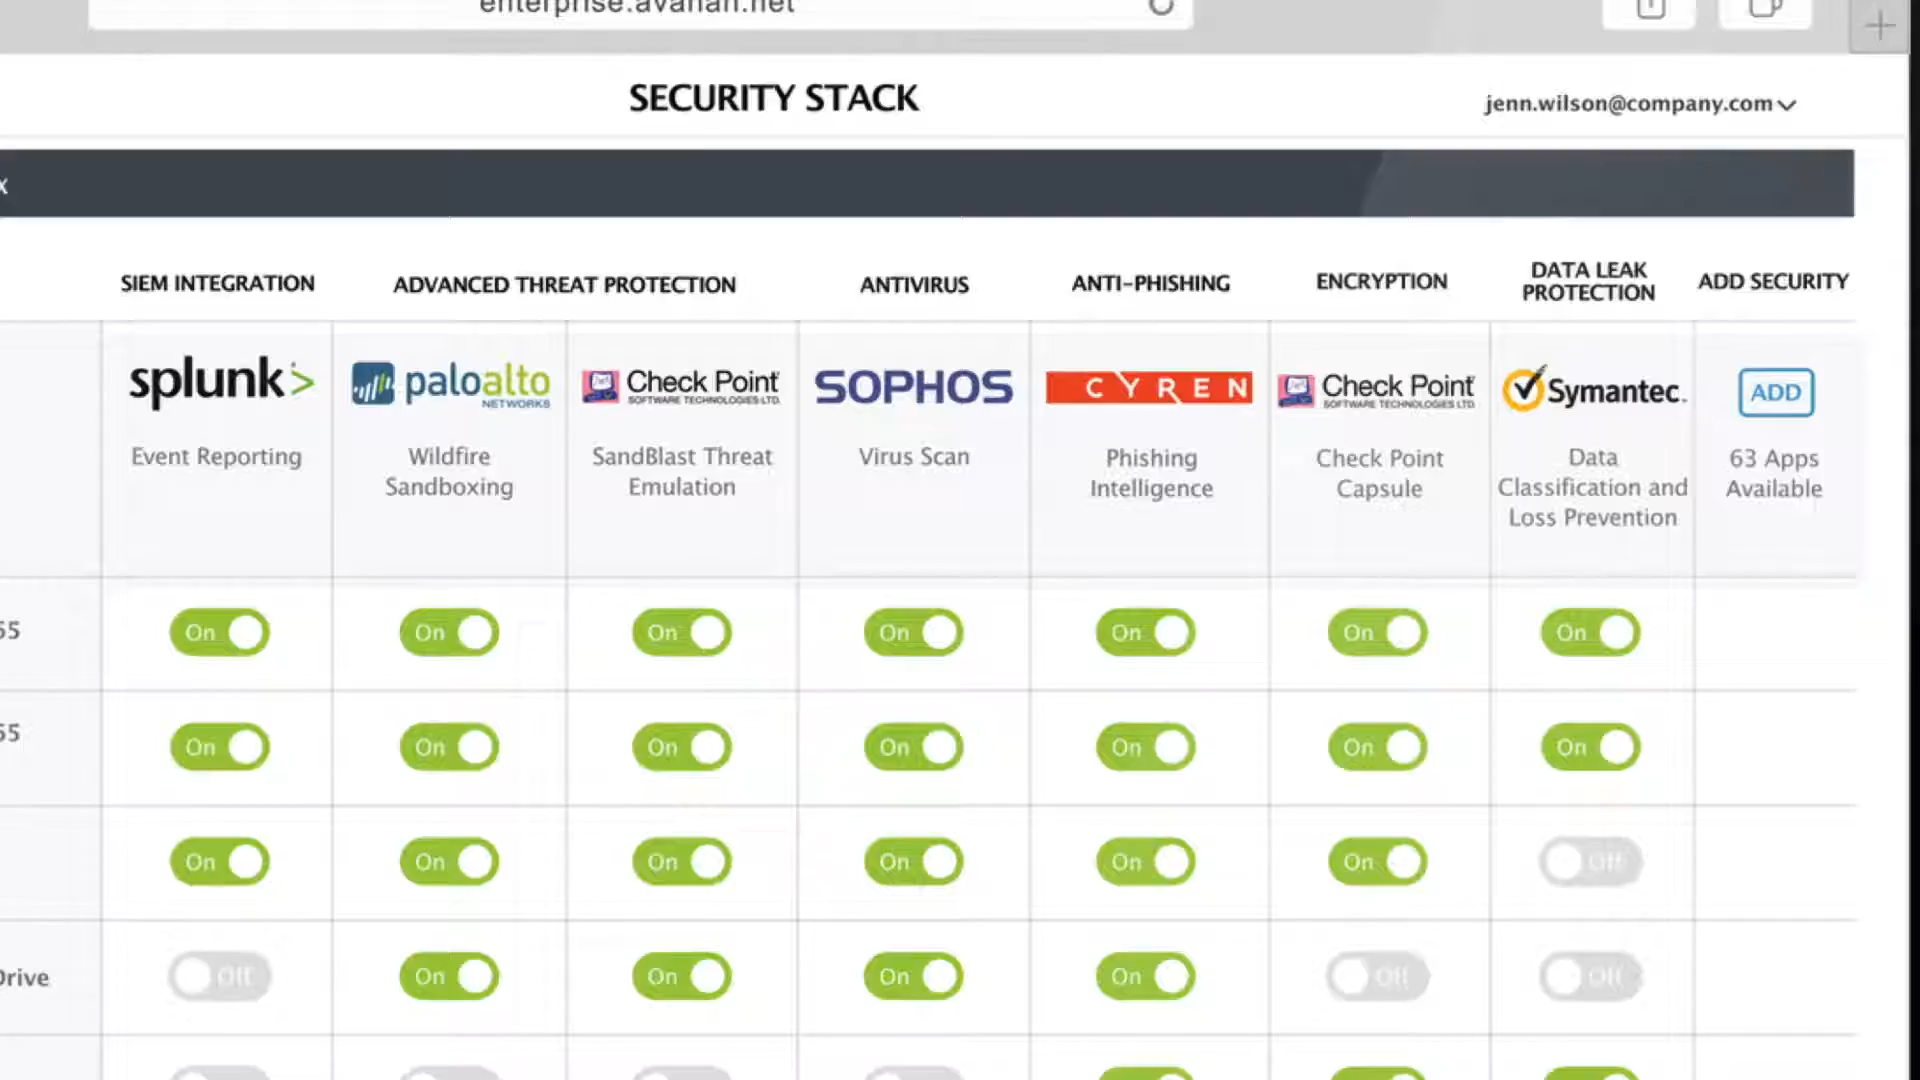 enterprise.avanan.net
SECURITY STACK
jenn.wilson@company.com
x
SIEM INTEGRATION
ADVANCED THREAT PROTECTION
ANTIVIRUS
ANTI-PHISHING
ENCRYPTION
DATA LEAK
PROTECTION
ADD SECURITY
splunk>
paloalto
NETWORKS
Check Point
SOFTWARE TECHNOLOGIES LTD.
SOPHOS
CYREN
Check Point
SOFTWARE TECHNOLOGIES LTD.
Symantec.
ADD
Event Reporting
Wildfire
Sandboxing
SandBlast Threat
Emulation
Virus Scan
Phishing
Intelligence
Check Point
Capsule
Data
Classification and
Loss Prevention
63 Apps
Available
65
On On On On On On On
65
On On On On On On On
On On On On On On Off
Drive
Off On On On On Off Off